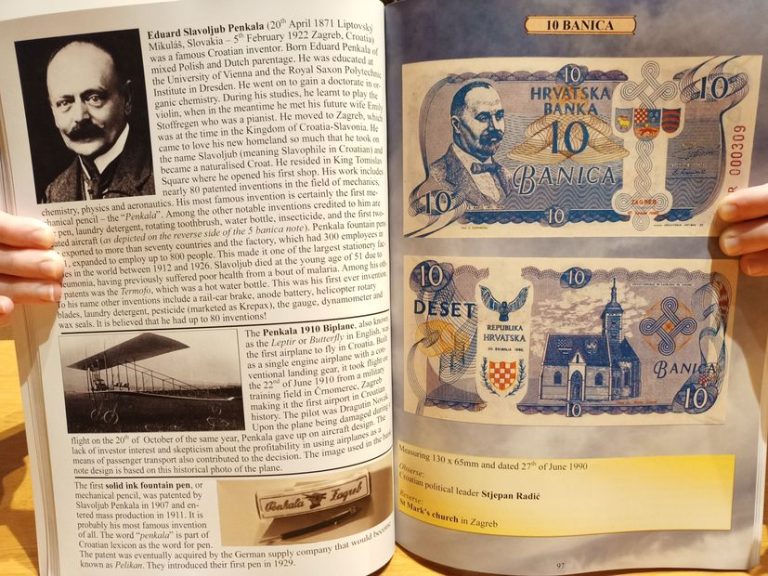 Eduard Slavoljub Penkala (20th April 1871 Liptovský
Mikuláš, Slovakia – 5th February 1922 Zagreb, Croatia)
was a famous Croatian inventor. Born Eduard Penkala of
mixed Polish and Dutch parentage. He was educated at
the University of Vienna and the Royal Saxon Polytechnic
Institute in Dresden. He went on to gain a doctorate in or-
ganic chemistry. During his studies, he learnt to play the
violin, when in the meantime he met his future wife Emily
Stoffregen who was a pianist. He moved to Zagreb, which
was at the time in the Kingdom of Croatia-Slavonia. He
came to love his new homeland so much that he took on
the name Slavoljub (meaning Slavophile in Croatian) and
became a naturalised Croat. He resided in King Tomislav
Square where he opened his first shop. His work includes
nearly 80 patented inventions in the field of mechanics,
chemistry, physics and aeronautics. His most famous invention is certainly the first me-
chanical pencil – the "Penkala". Among the other notable inventions credited to him are
pen, laundry detergent, rotating toothbrush, water bottle, insecticide, and the first two-
ated aircraft (as depicted on the reverse side of the 5 banica note). Penkala fountain pen
exported to more than seventy countries and the factory, which had 300 employees in
1, expanded to employ up to 800 people. This made it one of the largest stationery fac-
ies in the world between 1912 and 1926. Slavoljub died at the young age of 51 due to
neumonia, having previously suffered poor health from a bout of malaria. Among his
patents was the Termofo, which was a hot water bottle. This was his first ever invention.
To his name other inventions include a rail-car brake, anode battery, helicopter rotary
blades, laundry detergent, pesticide (marketed as Krepax), the gauge, dynamometer and
wax seals. It is believed that he had up to 80 inventions!
The Penkala 1910 Biplane, also known
as the Leptir or Butterfly in English, was
the first airplane to fly in Croatia. Built
as a single engine airplane with a con-
ventional landing gear, it took flight on
the 22nd of June 1910 from a military
training field in Črnomerec, Zagreb
making it the first airport in Croatian
history. The pilot was Dragutin Novak.
Upon the plane being damaged during a
flight on the 20th of October of the same year, Penkala gave up on aircraft design. The
lack of investor interest and skepticism about the profitability in using airplanes as a
means of passenger transport also contributed to the decision. The image used in the bank
note design is based on this historical photo of the plane.
The first solid ink fountain pen, or
mechanical pencil, was patented by
Slavoljub Penkala in 1907 and en-
tered mass production in 1911. It is
probably his most famous invention
of all. The word "penkala" is part of
Croatian lexicon as the word for pen.
The patent was eventually acquired by the German supply company that would become
known as Pelikan. They introduced their first pen in 1929.
Penkala Zagreb
10 BANICA
10
HRVATSKA
BANKA
10
BANICA
10
10
10
ZAGREB
R 000309
10
10
DESET
REPUBLIKA
HRVATSKA
BANICA
10
10
Measuring 130 x 65mm and dated 27th of June 1990
Obverse:
Croatian political leader Stjepan Radić
Reverse:
St Mark's church in Zagreb
97